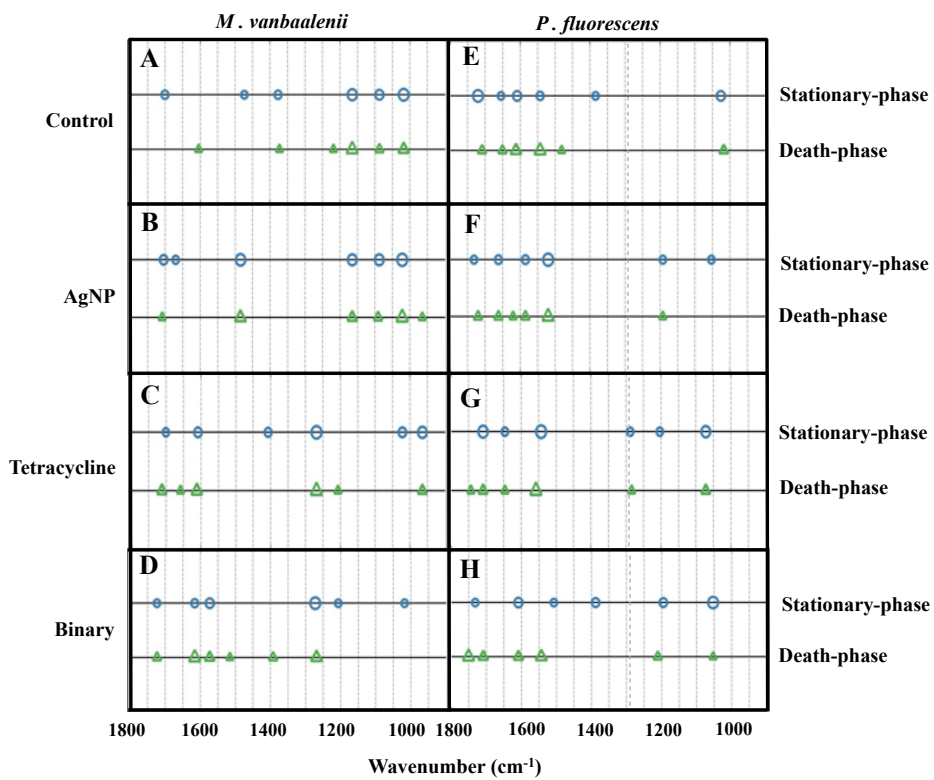 M . vanbaalenii P . fluorescens
A E
Stationary-phase
Control
Death-phase
B F
Stationary-phase
AgNP
Death-phase
C G
Stationary-phase
Tetracycline
Death-phase
D H
Stationary-phase
Binary
Death-phase
1800 1600 1400 1200 1000 1800 1600 1400 1200 1000
Wavenumber (cm-1)